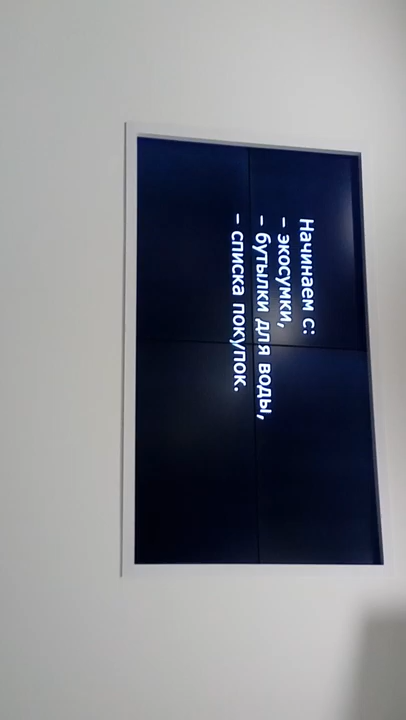 Начинаем с:
– экосумки,
– бутылки для воды,
– списка покупок.